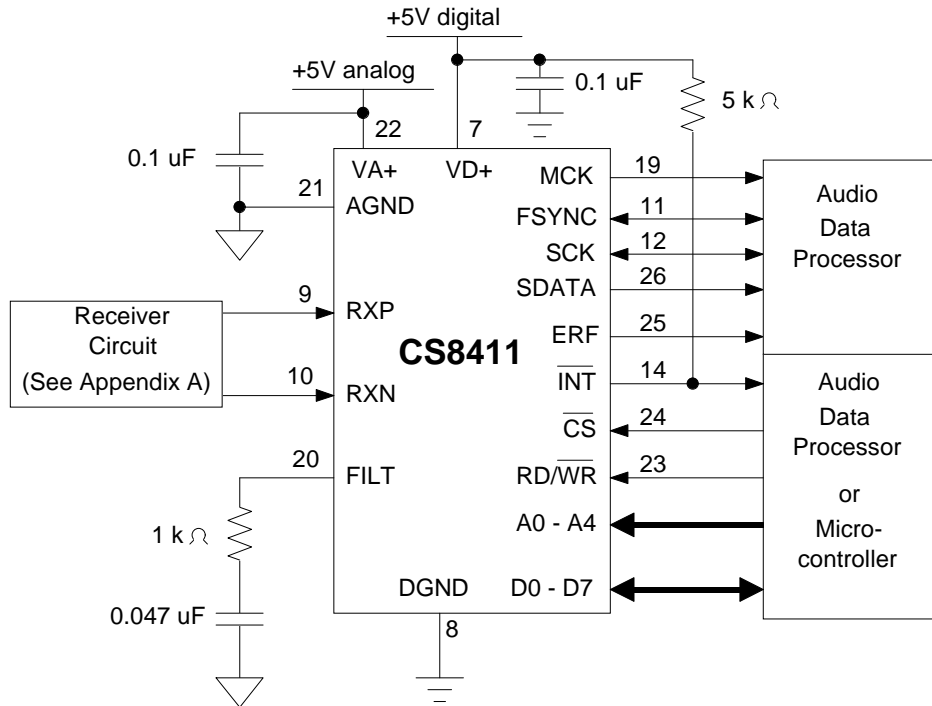 +5V digital
+5V analog
0.1 uF
5 kΩ
22
7
0.1 uF
VA+
VD+
MCK
19
21
AGND
FSYNC
11
SCK
12
SDATA
26
Audio
Data
Processor
9
RXP
Receiver
Circuit
(See Appendix A)
CS8411
ERF
25
10
RXN
INT
14
CS
24
20
FILT
RD/WR
23
Audio
Data
Processor
or
Micro-
controller
1 kΩ
A0 - A4
0.047 uF
DGND
D0 - D7
8